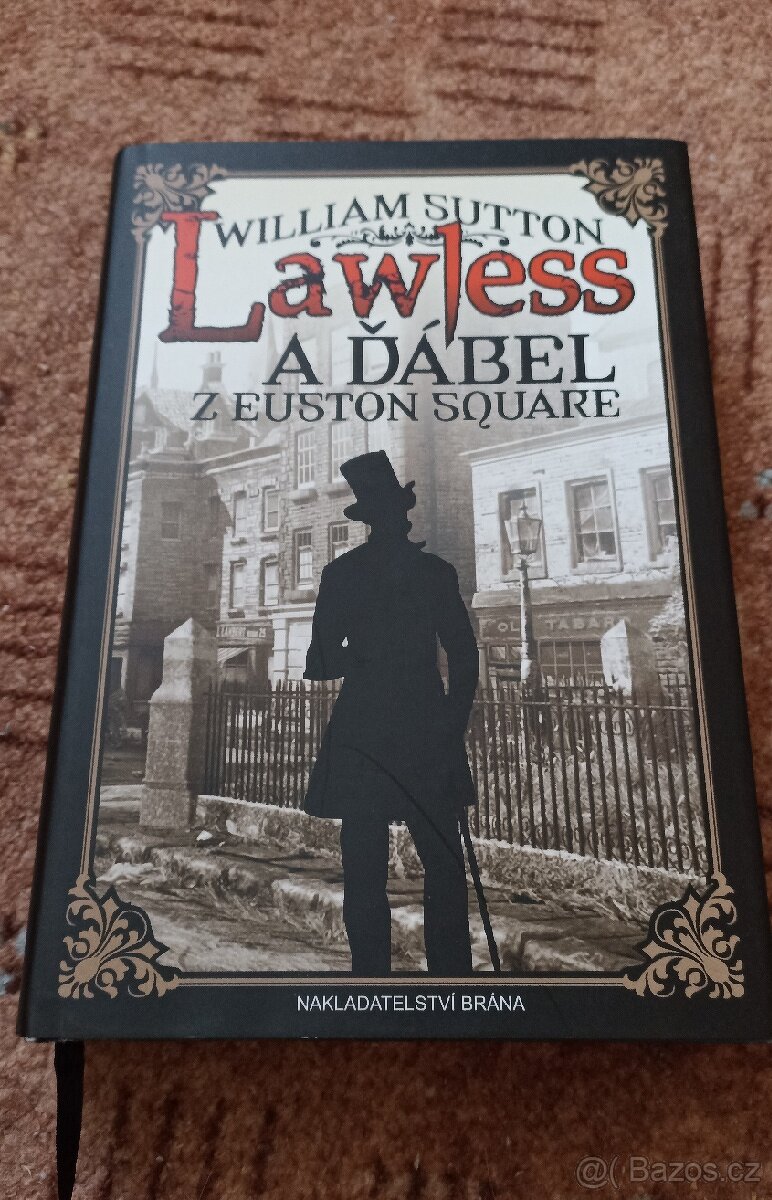 WILLIAM SUTTON
Lawless
A ĎÁBEL
Z EUSTON SQUARE
NAKLADATELSTVÍ BRÁNA
@( Bazos.cz